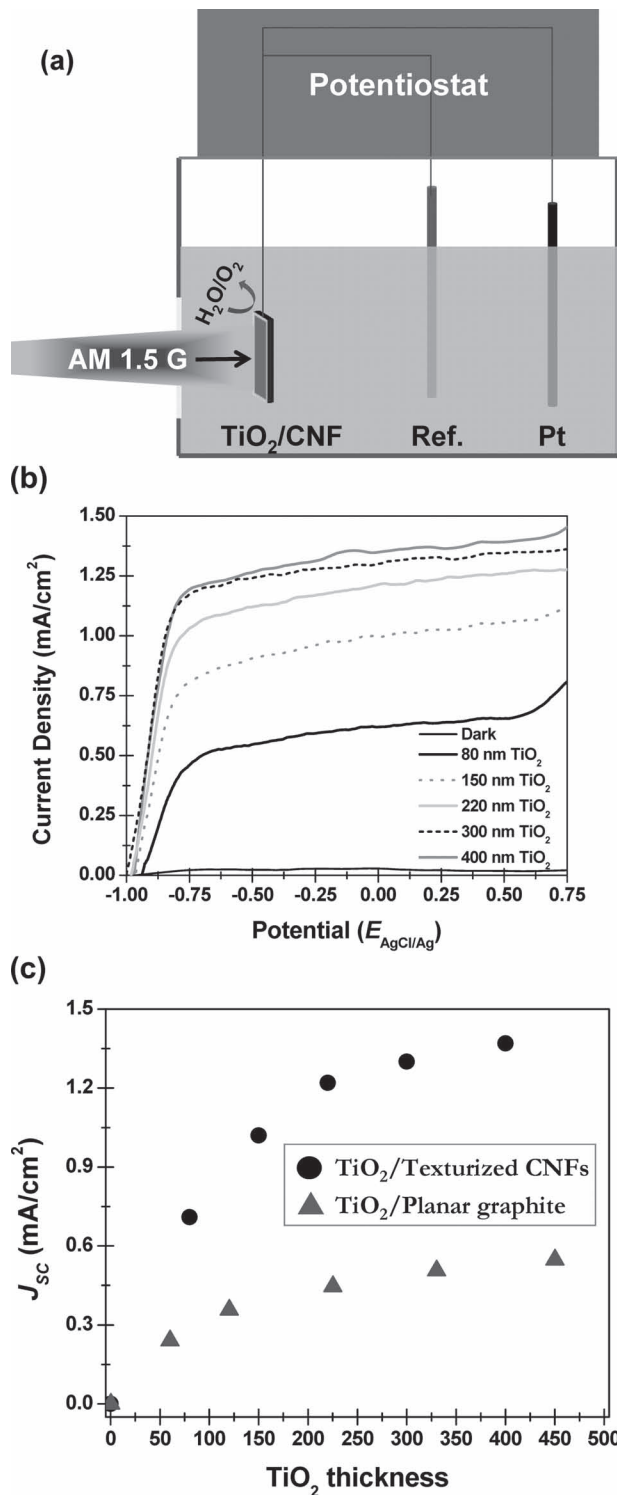 (a)
Potentiostat
H₂O/O₂
AM 1.5 G
TiO₂/CNF Ref. Pt
(b)
1.50
1.25
1.00
0.75
0.50
0.25
0.00
Current Density (mA/cm²)
Dark
80 nm TiO₂
150 nm TiO₂
220 nm TiO₂
300 nm TiO₂
400 nm TiO₂
-1.00 -0.75 -0.50 -0.25 0.00 0.25 0.50 0.75
Potential (E_AgCl/Ag)
(c)
1.5
1.2
0.9
0.6
0.3
0.0
J_SC (mA/cm²)
TiO₂/Texturized CNFs
TiO₂/Planar graphite
0 50 100 150 200 250 300 350 400 450 500
TiO₂ thickness